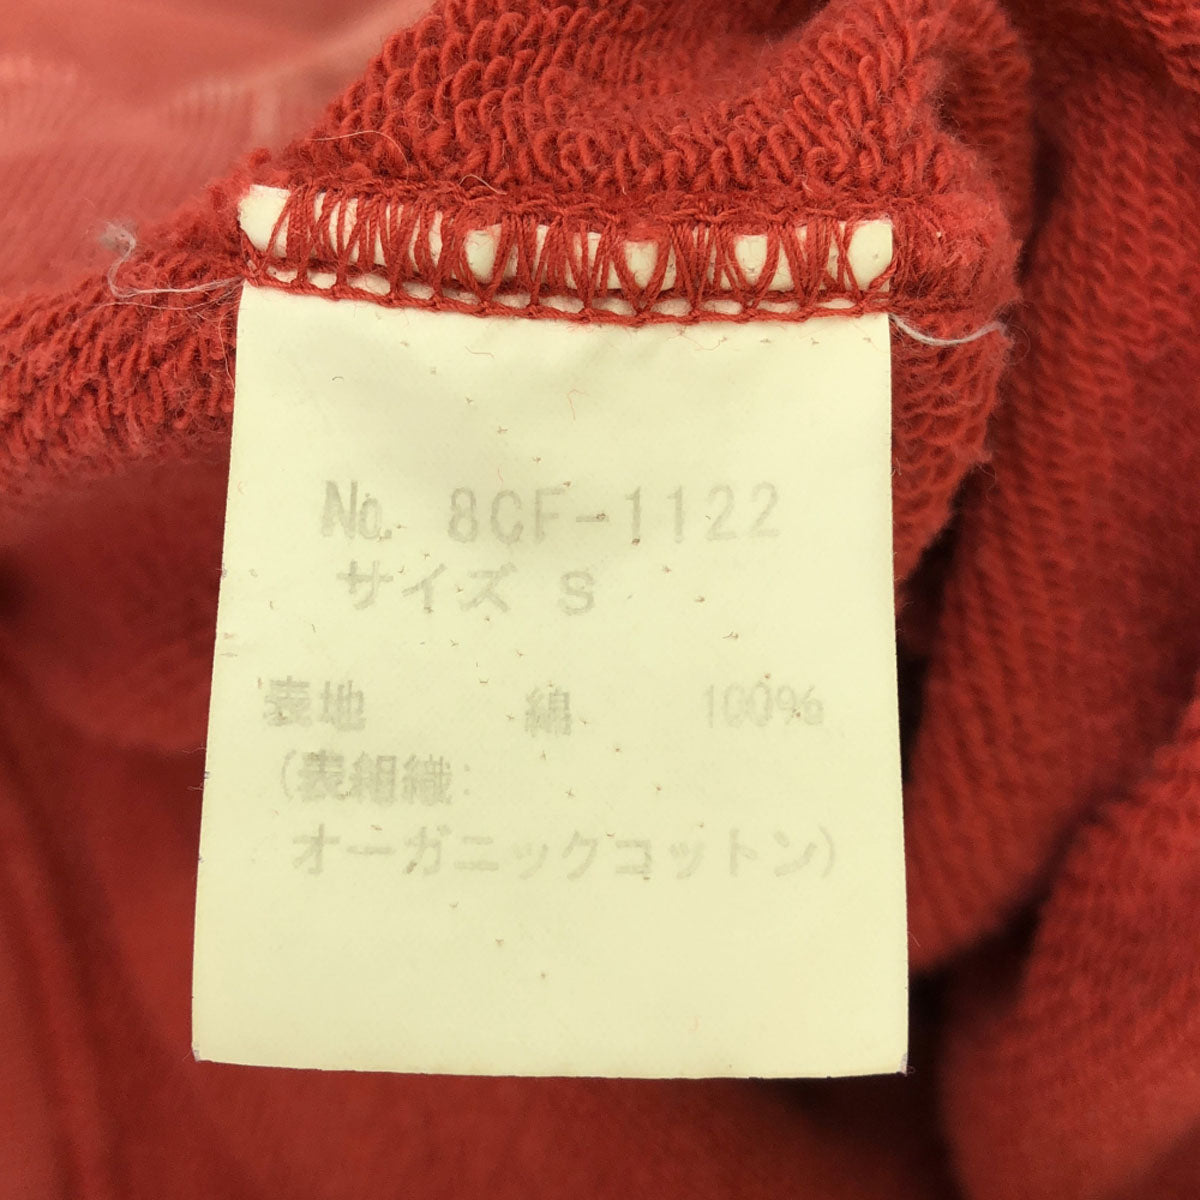 No. 8CF-1122
サイズ S
表地 綿 100%
(表組織:
オーガニックコットン)